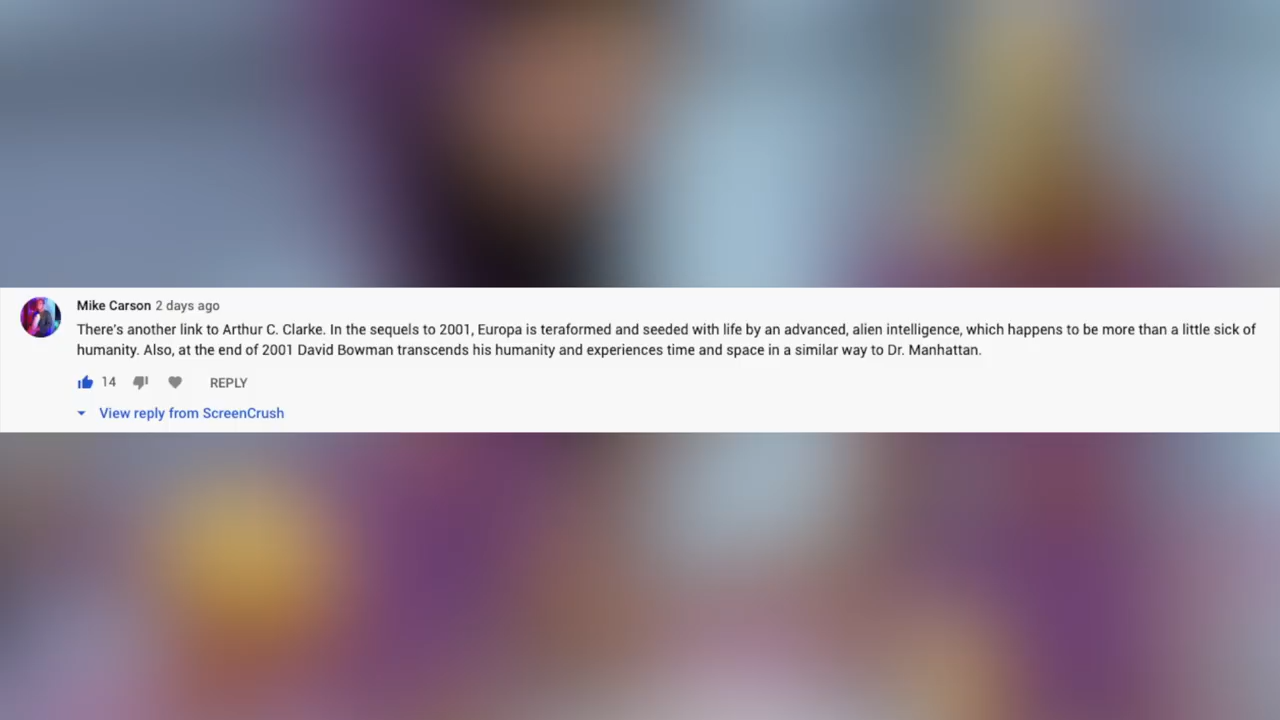 Mike Carson 2 days ago
There's another link to Arthur C. Clarke. In the sequels to 2001, Europa is teraformed and seeded with life by an advanced, alien intelligence, which happens to be more than a little sick of
humanity. Also, at the end of 2001 David Bowman transcends his humanity and experiences time and space in a similar way to Dr. Manhattan.
14 REPLY
View reply from ScreenCrush